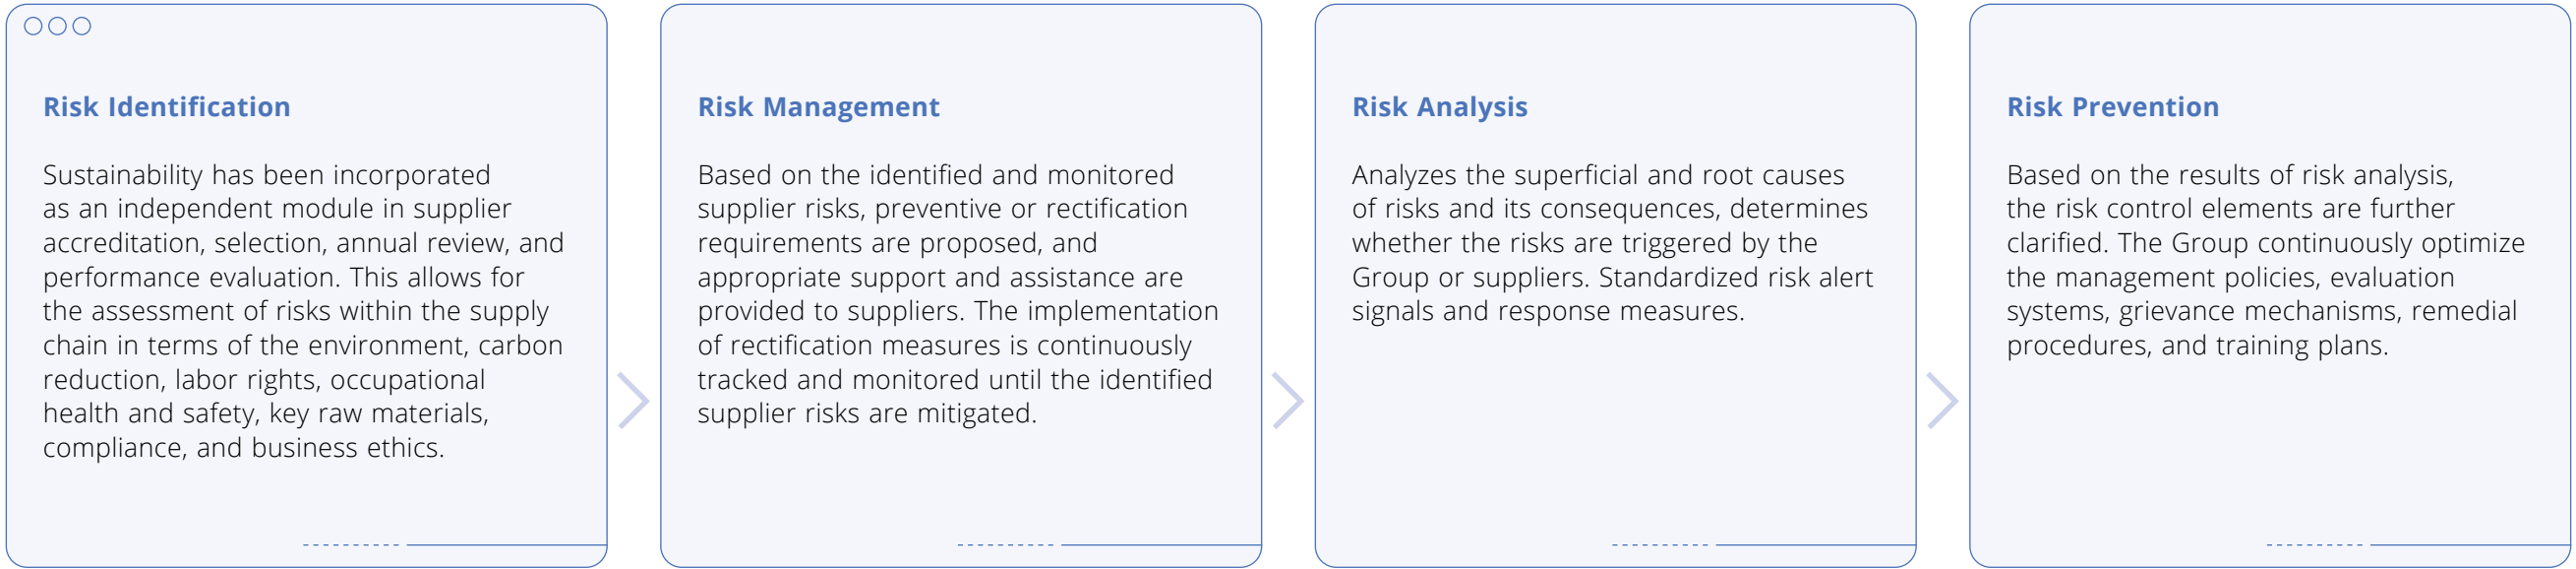 Risk Identification
Sustainability has been incorporated
as an independent module in supplier
accreditation, selection, annual review, and
performance evaluation. This allows for
the assessment of risks within the supply
chain in terms of the environment, carbon
reduction, labor rights, occupational
health and safety, key raw materials,
compliance, and business ethics.
Risk Management
Based on the identified and monitored
supplier risks, preventive or rectification
requirements are proposed, and
appropriate support and assistance are
provided to suppliers. The implementation
of rectification measures is continuously
tracked and monitored until the identified
supplier risks are mitigated.
Risk Analysis
Analyzes the superficial and root causes
of risks and its consequences, determines
whether the risks are triggered by the
Group or suppliers. Standardized risk alert
signals and response measures.
Risk Prevention
Based on the results of risk analysis,
the risk control elements are further
clarified. The Group continuously optimize
the management policies, evaluation
systems, grievance mechanisms, remedial
procedures, and training plans.